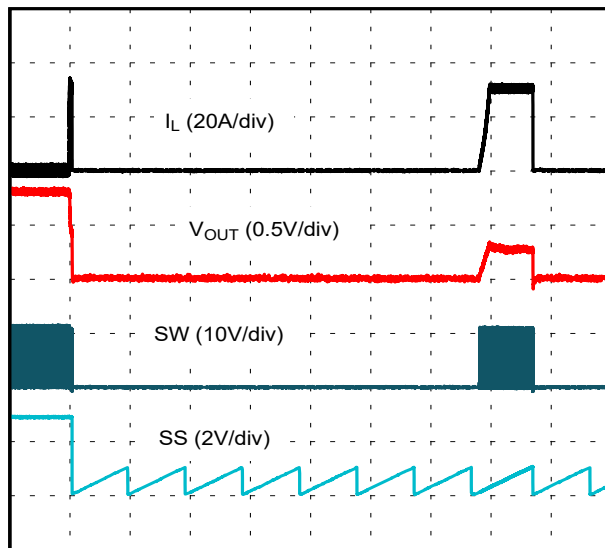 I_L (20A/div)
V_OUT (0.5V/div)
SW (10V/div)
SS (2V/div)